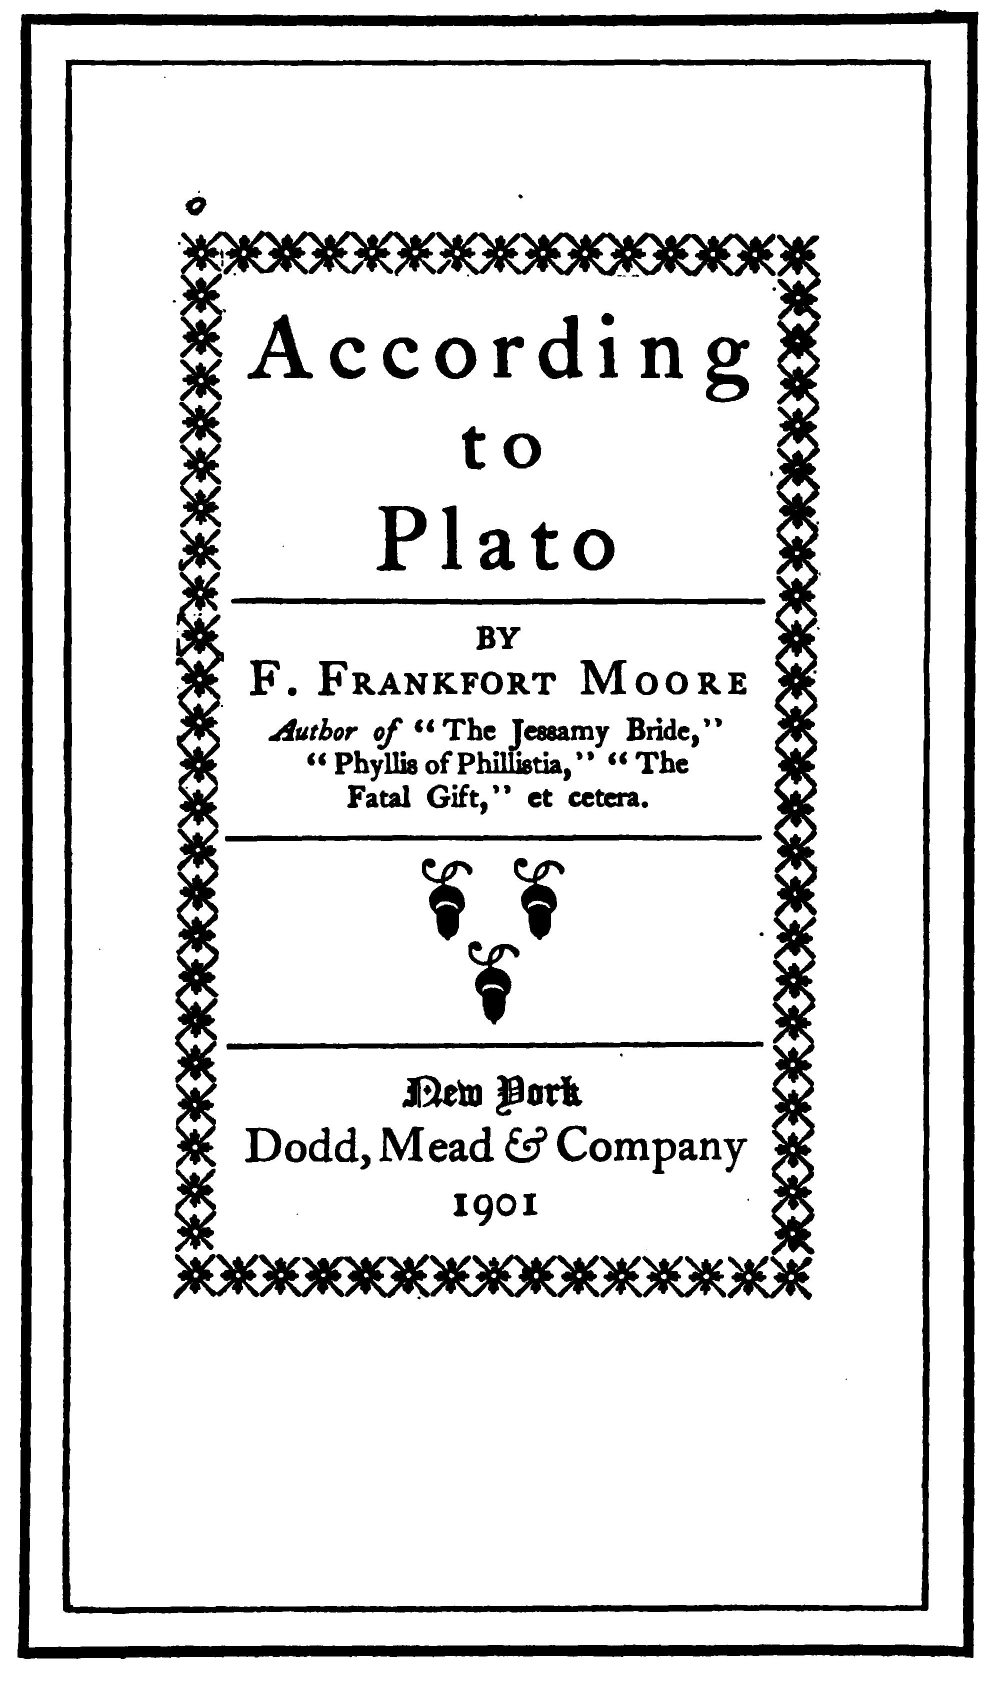 According
to
Plato
BY
F. FRANKFORT MOORE
Author of “The Jessamy Bride,”
“Phyllis of Phillistia,” “The
Fatal Gift,” et cetera.
New York
Dodd, Mead & Company
1901